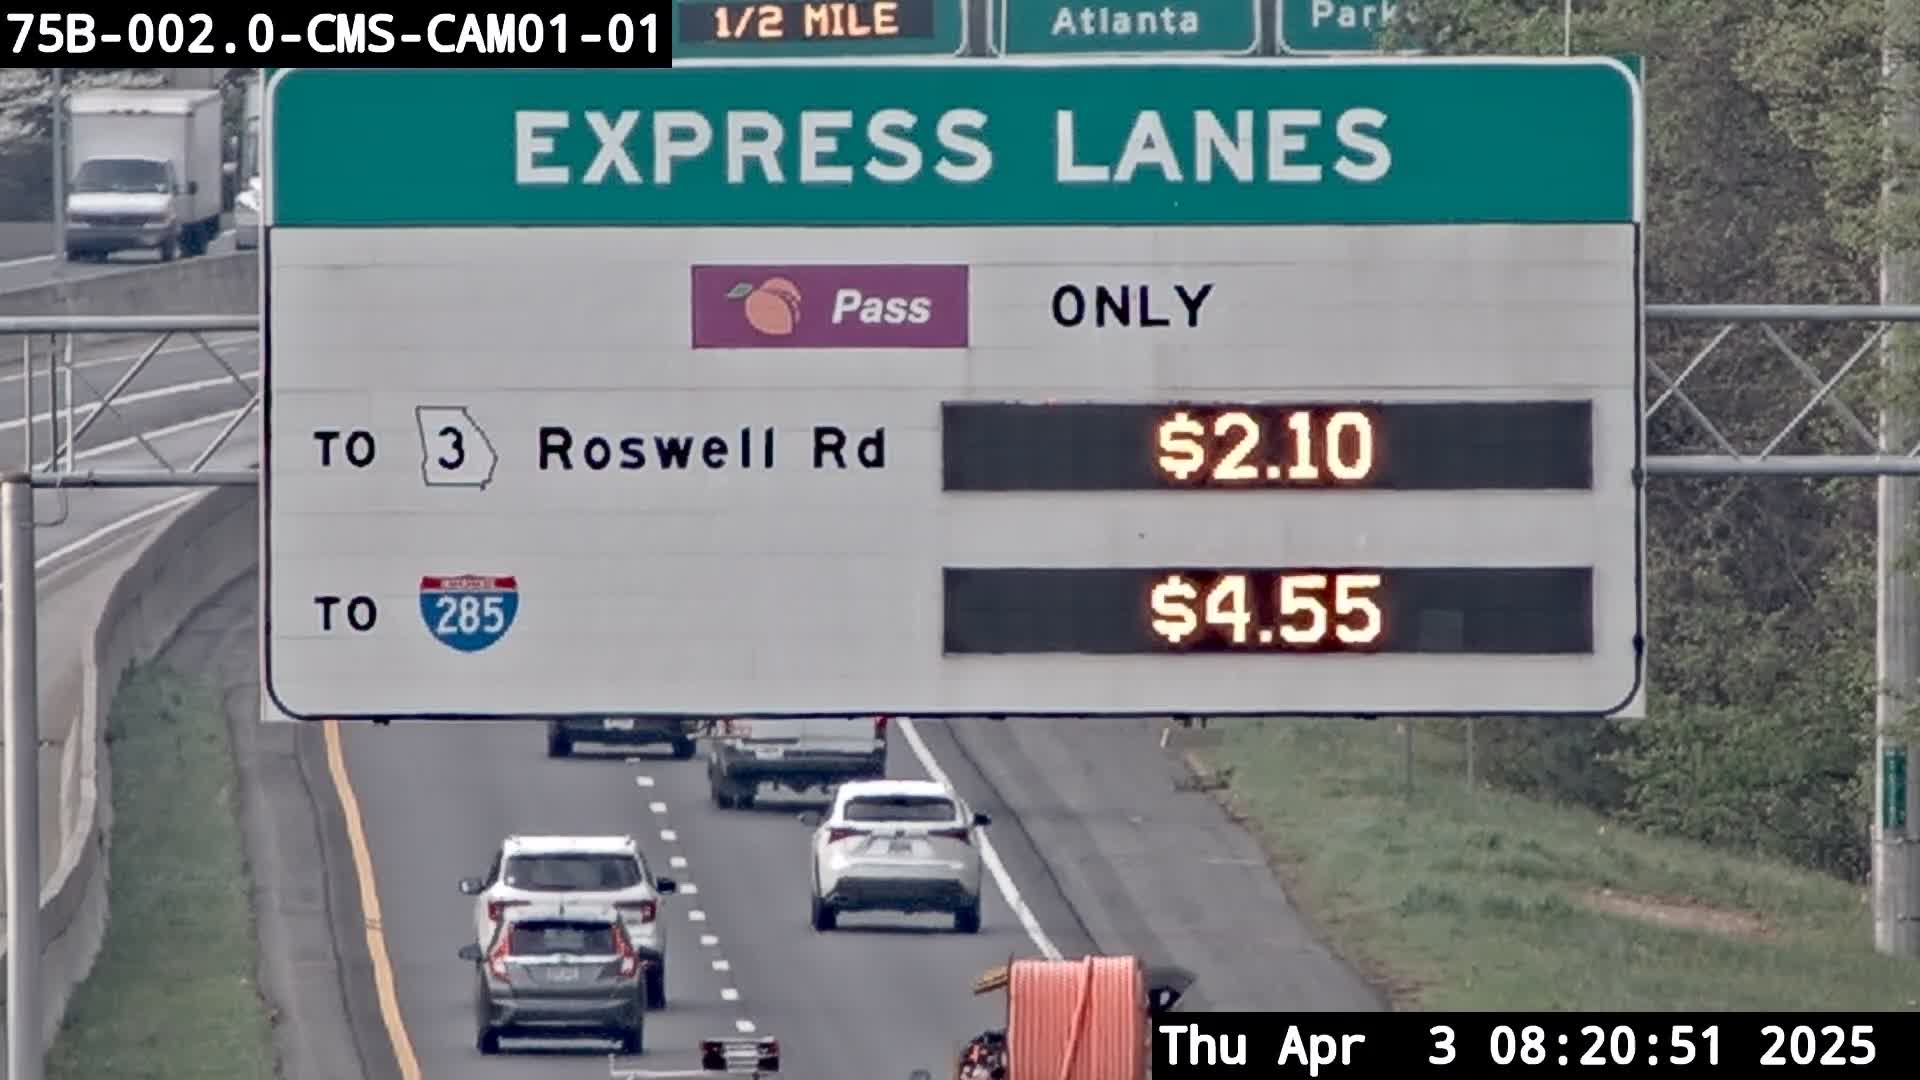 75B-002.0-CMS-CAM01-01
1/2 MILE
Atlanta
Park
EXPRESS LANES
Pass ONLY
TO 3 Roswell Rd $2.10
TO 285 $4.55
Thu Apr 3 08:20:51 2025